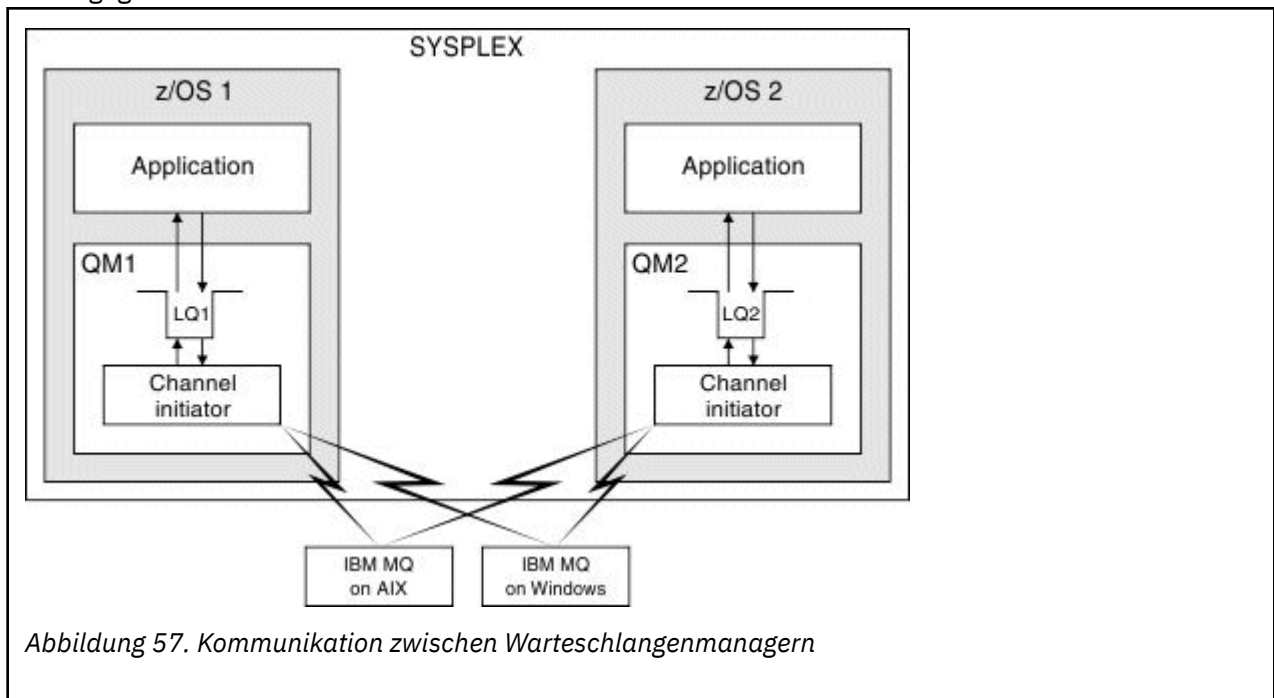 SYSPLEX
z/OS 1
Application
QM1
LQ1
Channel
initiator
z/OS 2
Application
QM2
LQ2
Channel
initiator
IBM MQ
on AIX
IBM MQ
on Windows
Abbildung 57. Kommunikation zwischen Warteschlangenmanagern